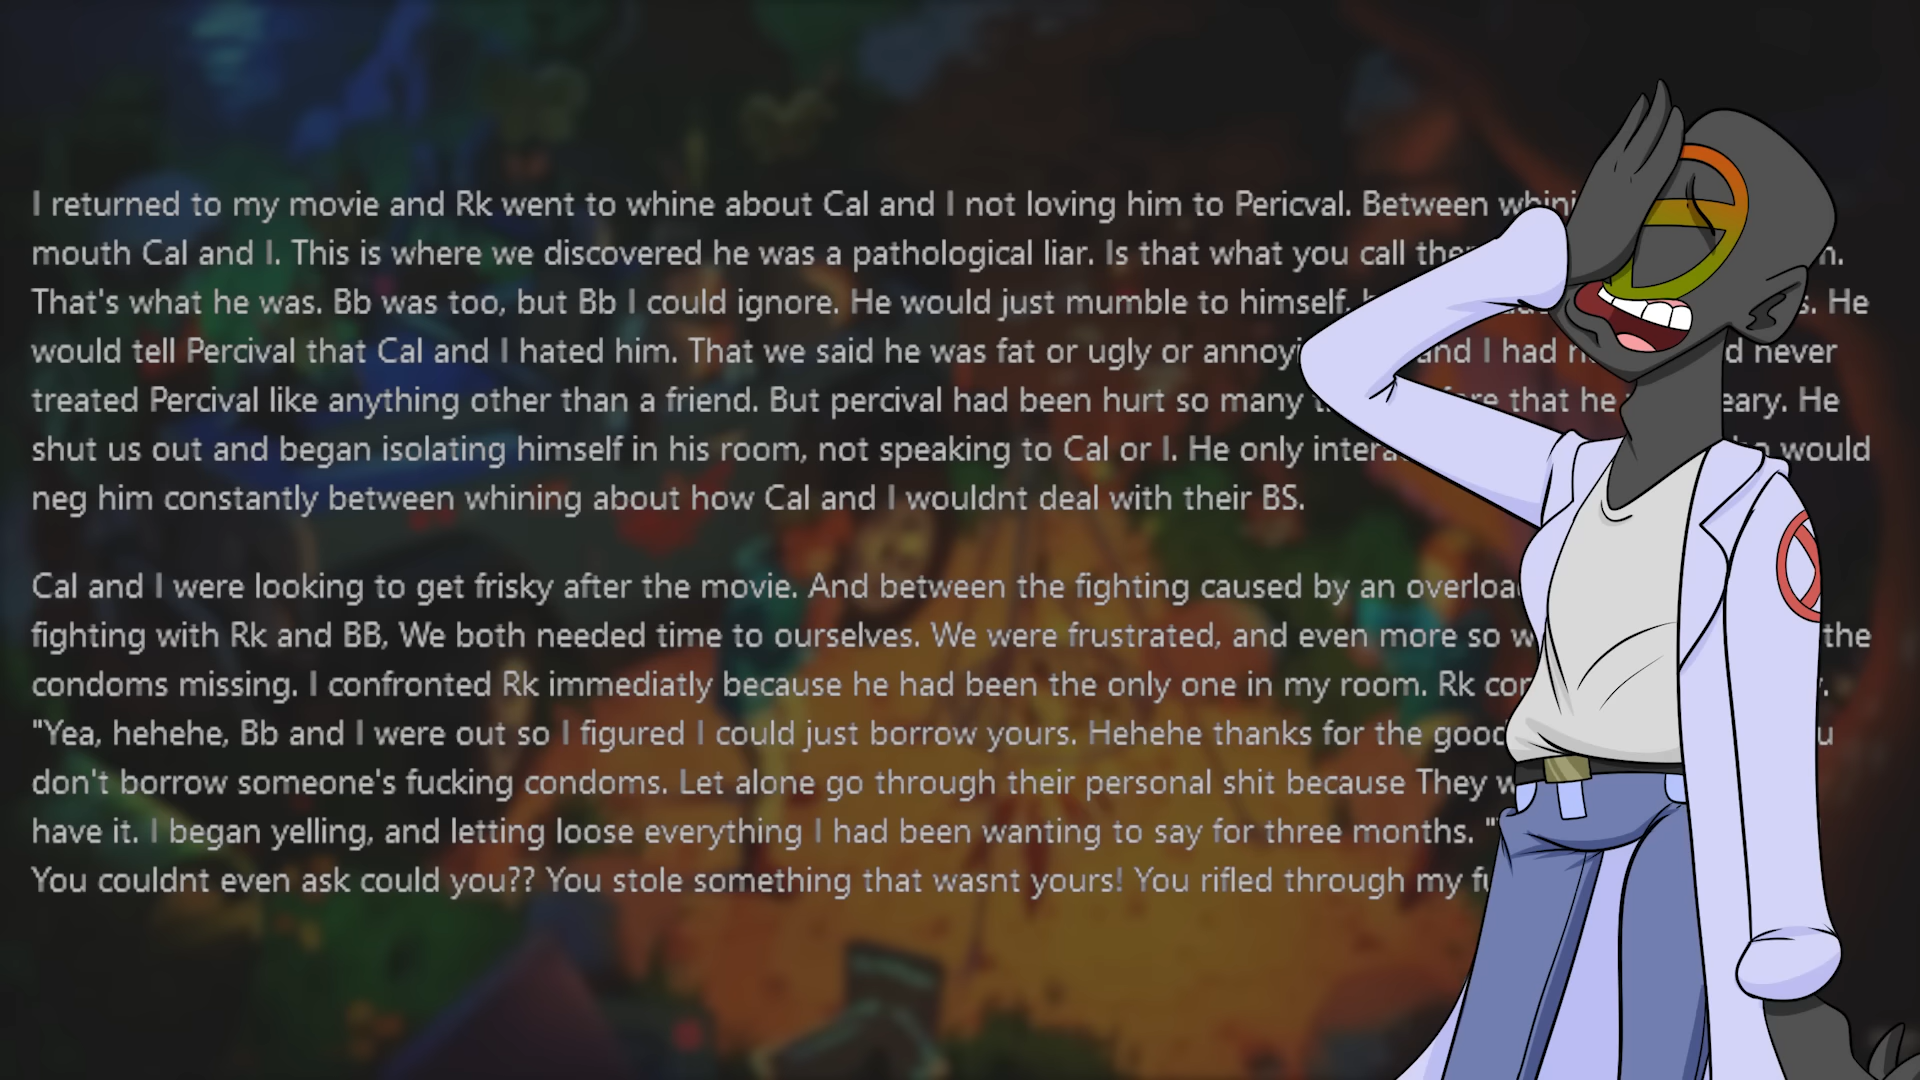 I returned to my movie and Rk went to whine about Cal and I not loving him to Pericval. Between
mouth Cal and I. This is where we discovered he was a pathological liar. Is that what you call
That's what he was. Bb was too, but Bb I could ignore. He would just mumble to himself. He
would tell Percival that Cal and I hated him. That we said he was fat or ugly or and I had never
treated Percival like anything other than a friend. But percival had been hurt so many that he He
shut us out and began isolating himself in his room, not speaking to Cal or I. He only would
neg him constantly between whining about how Cal and I wouldnt deal with their BS.
Cal and I were looking to get frisky after the movie. And between the fighting caused by an
fighting with Rk and BB, We both needed time to ourselves. We were frustrated, and even more so the
condoms missing. I confronted Rk immediatly because he had been the only one in my room. Rk
"Yea, hehehe, Bb and I were out so I figured I could just borrow yours. Hehehe thanks for the
don't borrow someone's fucking condoms. Let alone go through their personal shit because They
have it. I began yelling, and letting loose everything I had been wanting to say for three months.
You couldnt even ask could you?? You stole something that wasnt yours! You rifled through my